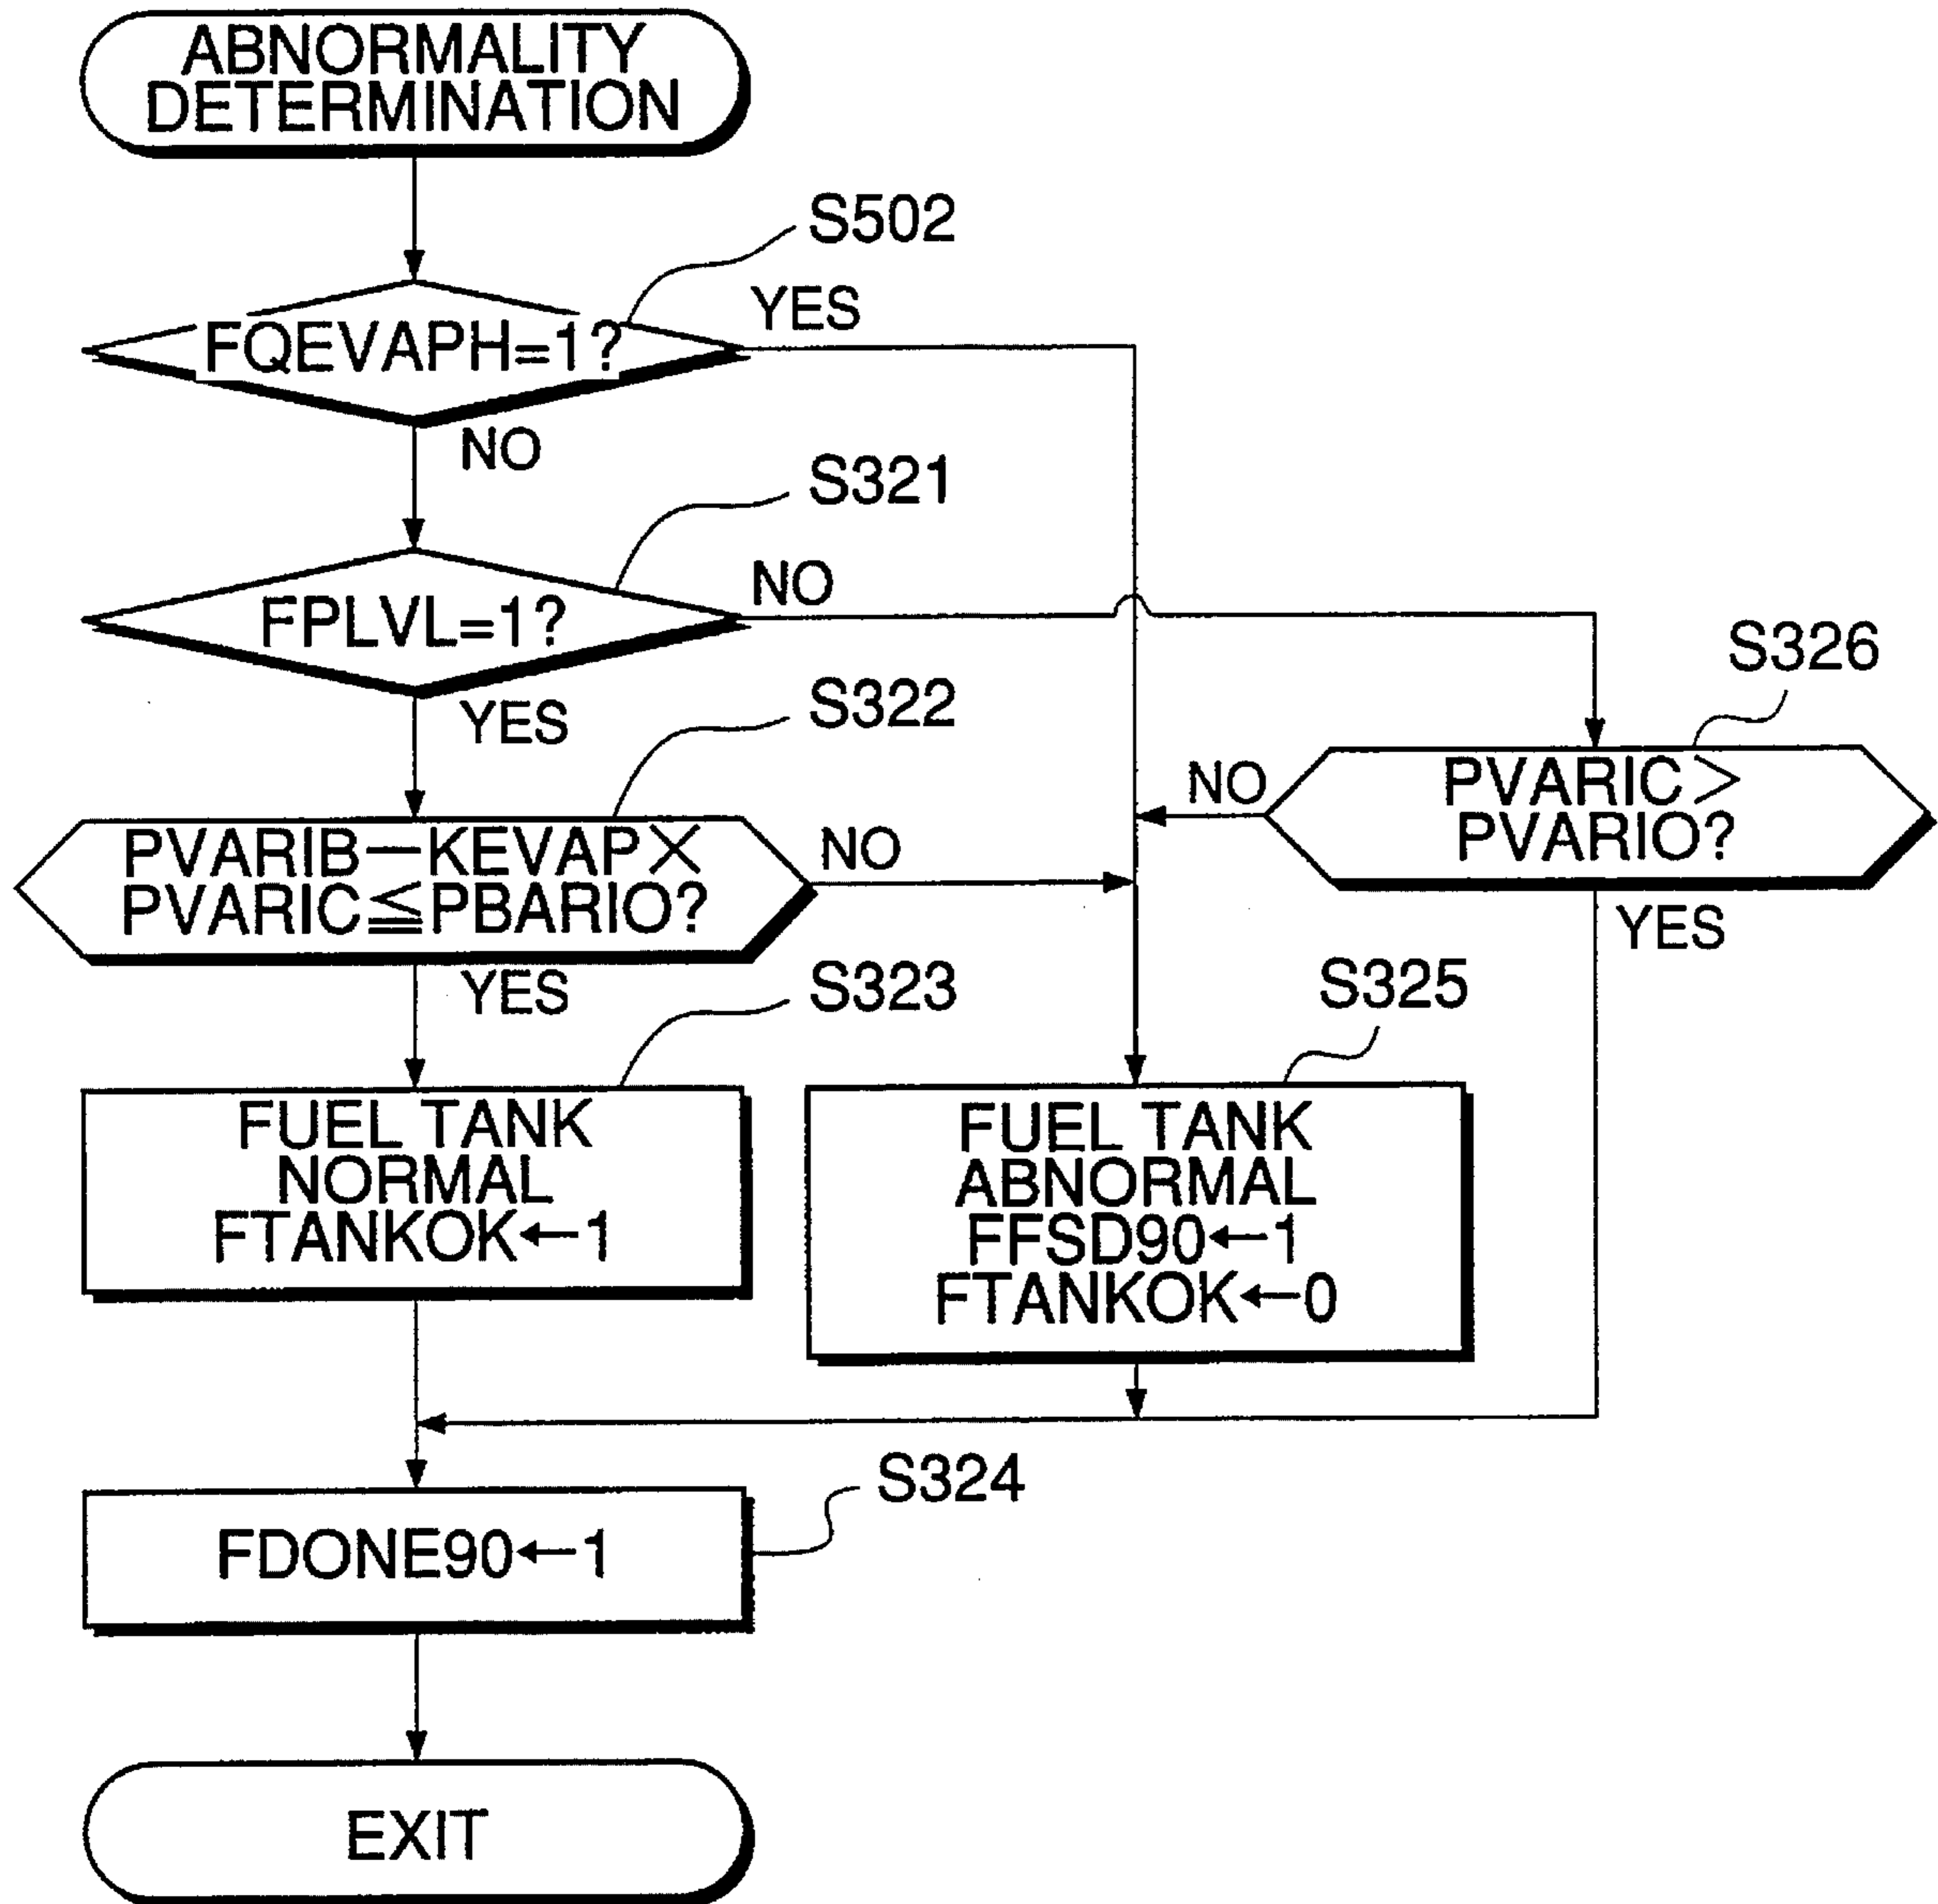 ABNORMALITY
DETERMINATION
S502
FQEVAPH=1?
YES
NO
S321
FPLVL=1?
NO
YES
S322
PVARIB−KEVAP×
PVARIC≦PBARIO?
NO
YES
S326
PVARIC>
PVARIO?
NO
YES
S323
FUEL TANK
NORMAL
FTANKOK←1
S325
FUEL TANK
ABNORMAL
FFSD90←1
FTANKOK←0
S324
FDONE90←1
EXIT